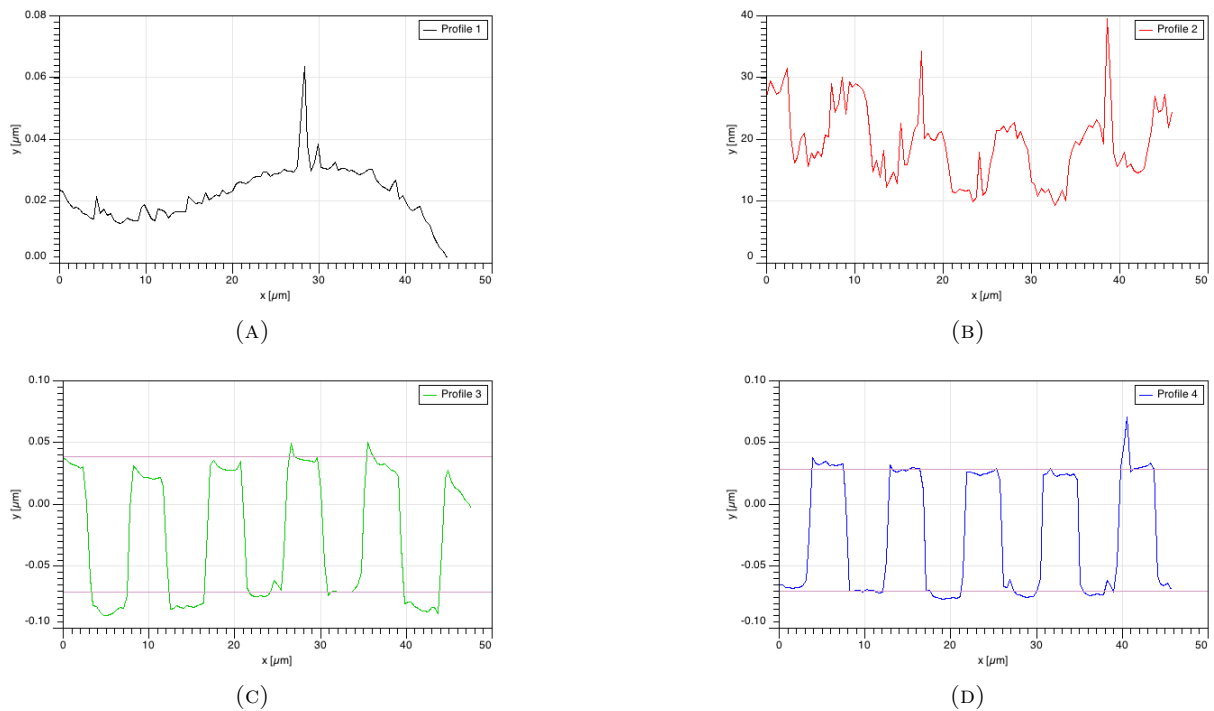 0.08
0.06
0.04
0.02
0.00
y [µm]
Profile 1
0 10 20 30 40 50
x [µm]
(A)
40
30
20
10
0
y [nm]
Profile 2
0 10 20 30 40 50
x [µm]
(B)
0.10
0.05
0.00
-0.05
-0.10
y [µm]
Profile 3
0 10 20 30 40 50
x [µm]
(C)
0.10
0.05
0.00
-0.05
-0.10
y [µm]
Profile 4
0 10 20 30 40 50
x [µm]
(D)